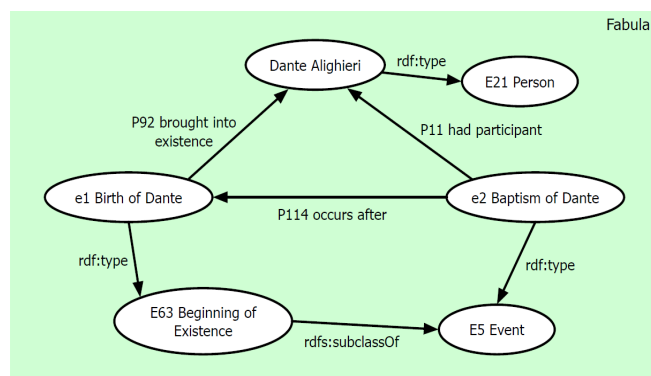 Fabula
Dante Alighieri
rdf:type
E21 Person
P92 brought into
existence
P11 had participant
e1 Birth of Dante
e2 Baptism of Dante
P114 occurs after
rdf:type
rdf:type
E63 Beginning of
Existence
rdfs:subclassOf
E5 Event